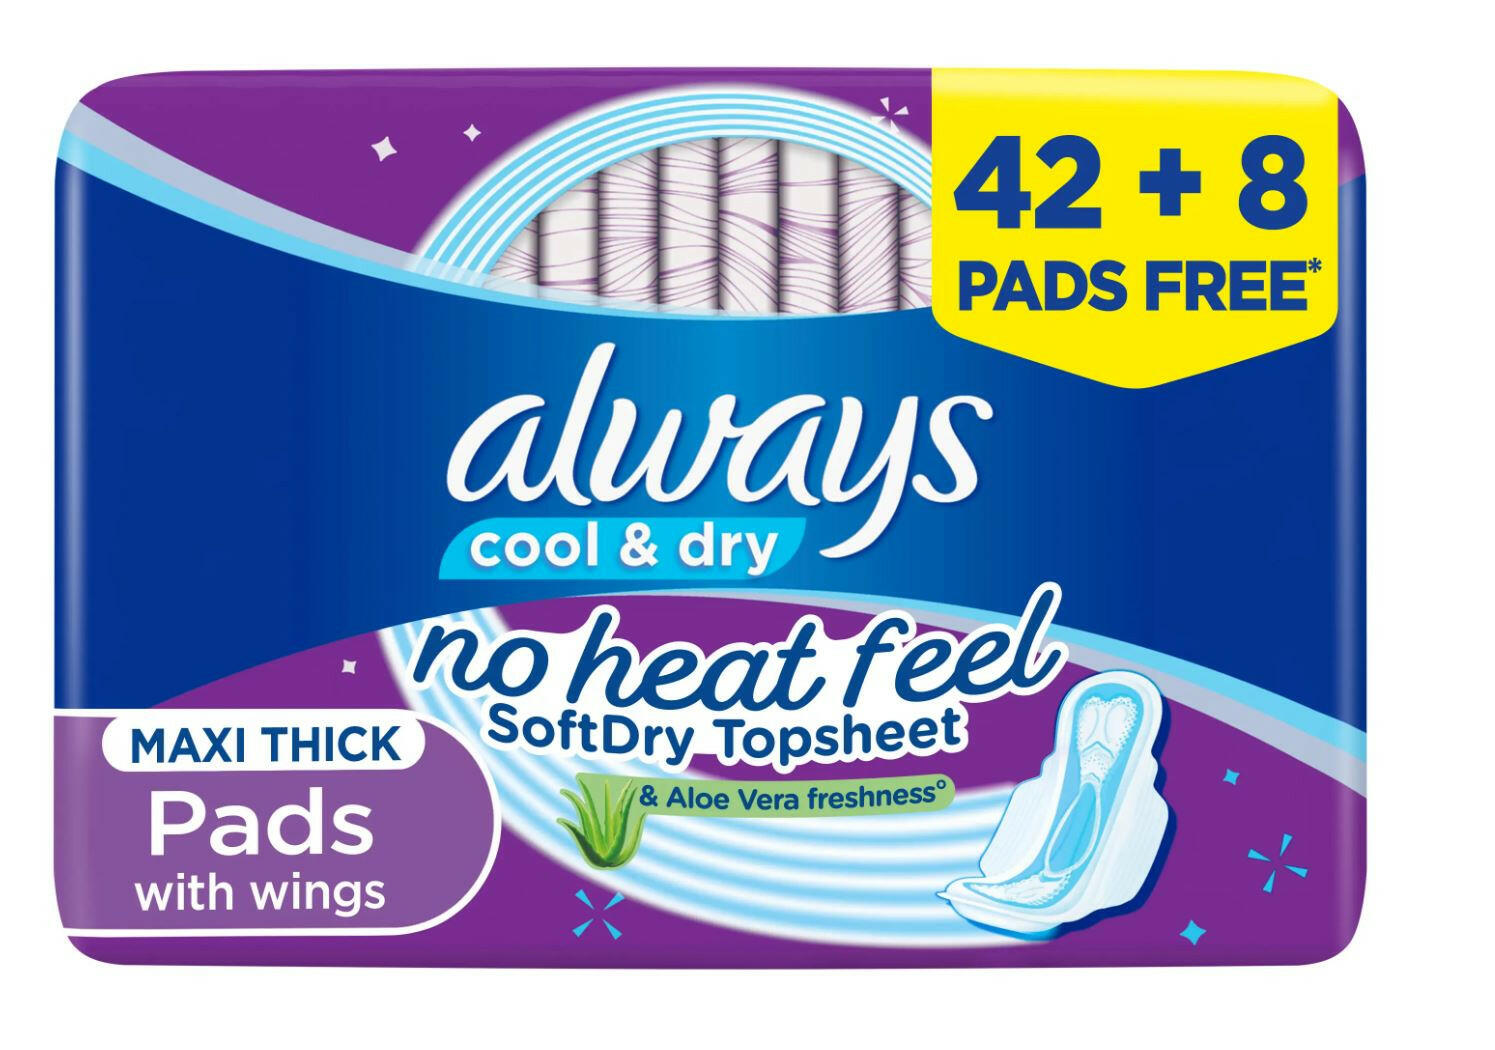 42 + 8
PADS FREE*
always
cool & dry
no heat feel
SoftDry Topsheet
& Aloe Vera freshness°
MAXI THICK
Pads
with wings